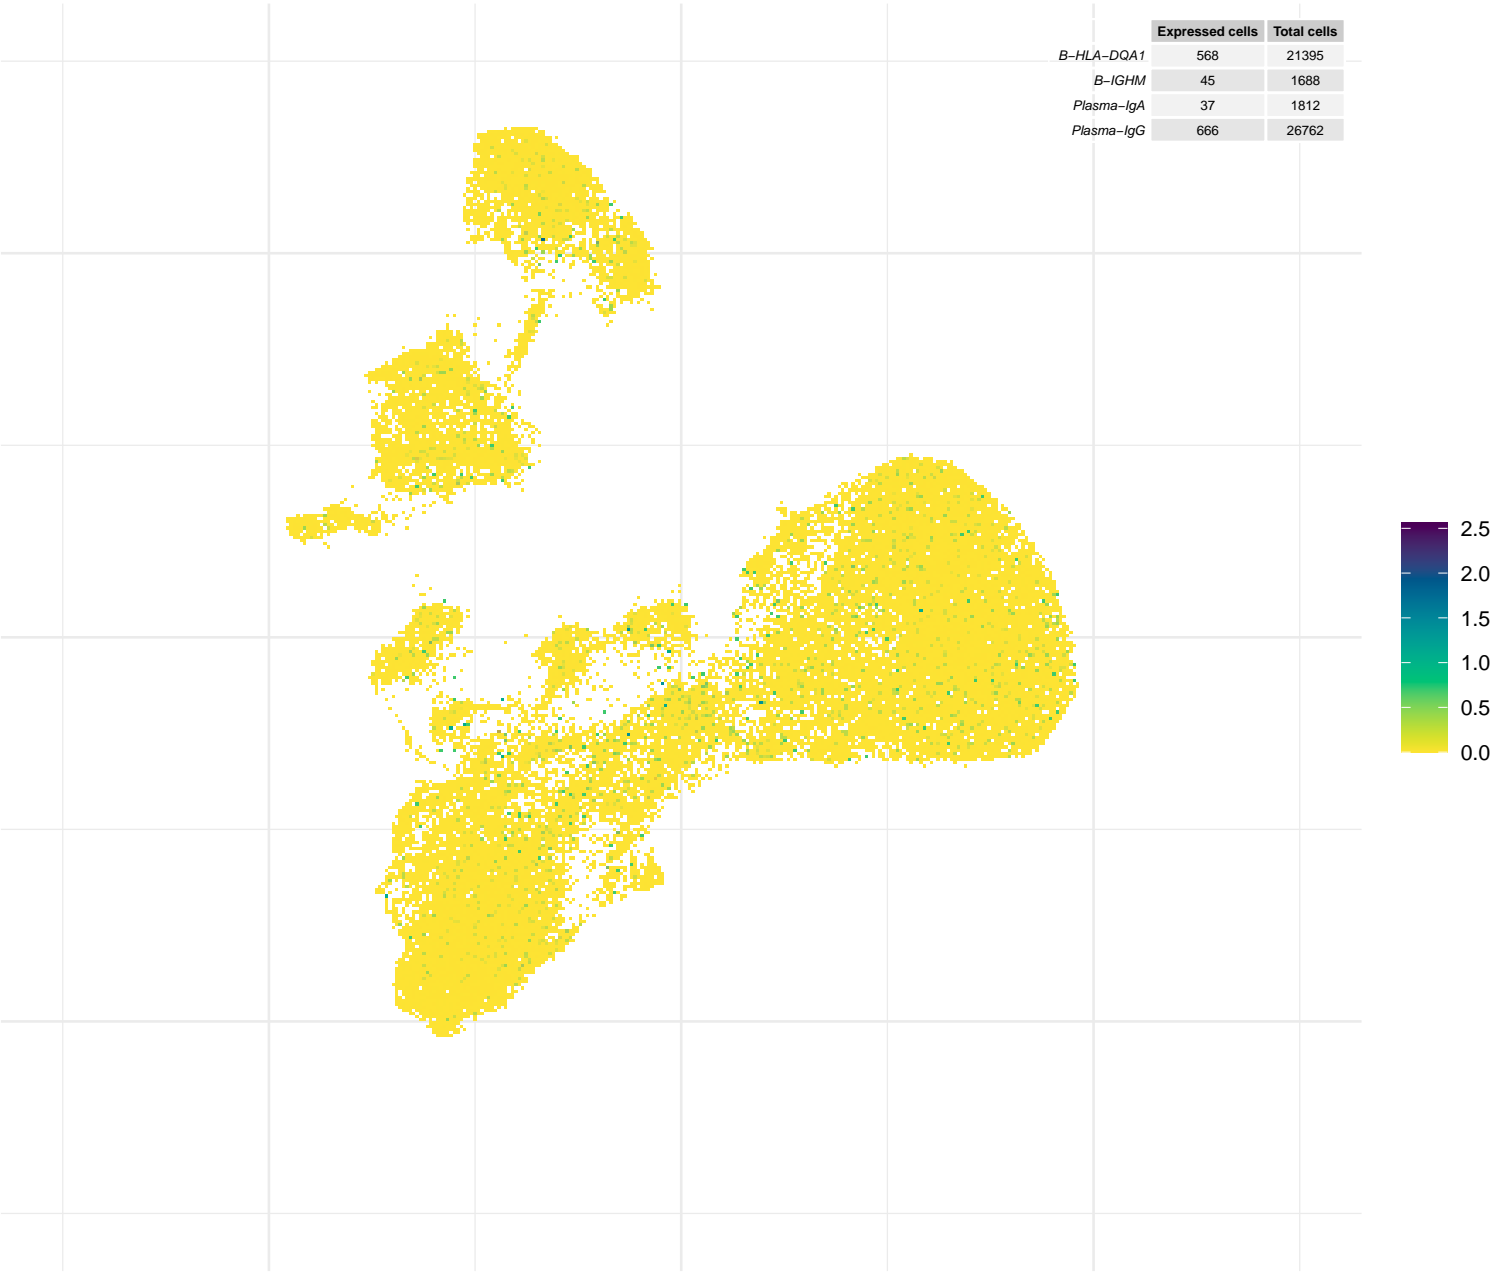 Expressed cells Total cells
B−HLA−DQA1 568 21395
B−IGHM 45 1688
Plasma−IgA 37 1812
Plasma−IgG 666 26762
2.5
2.0
1.5
1.0
0.5
0.0